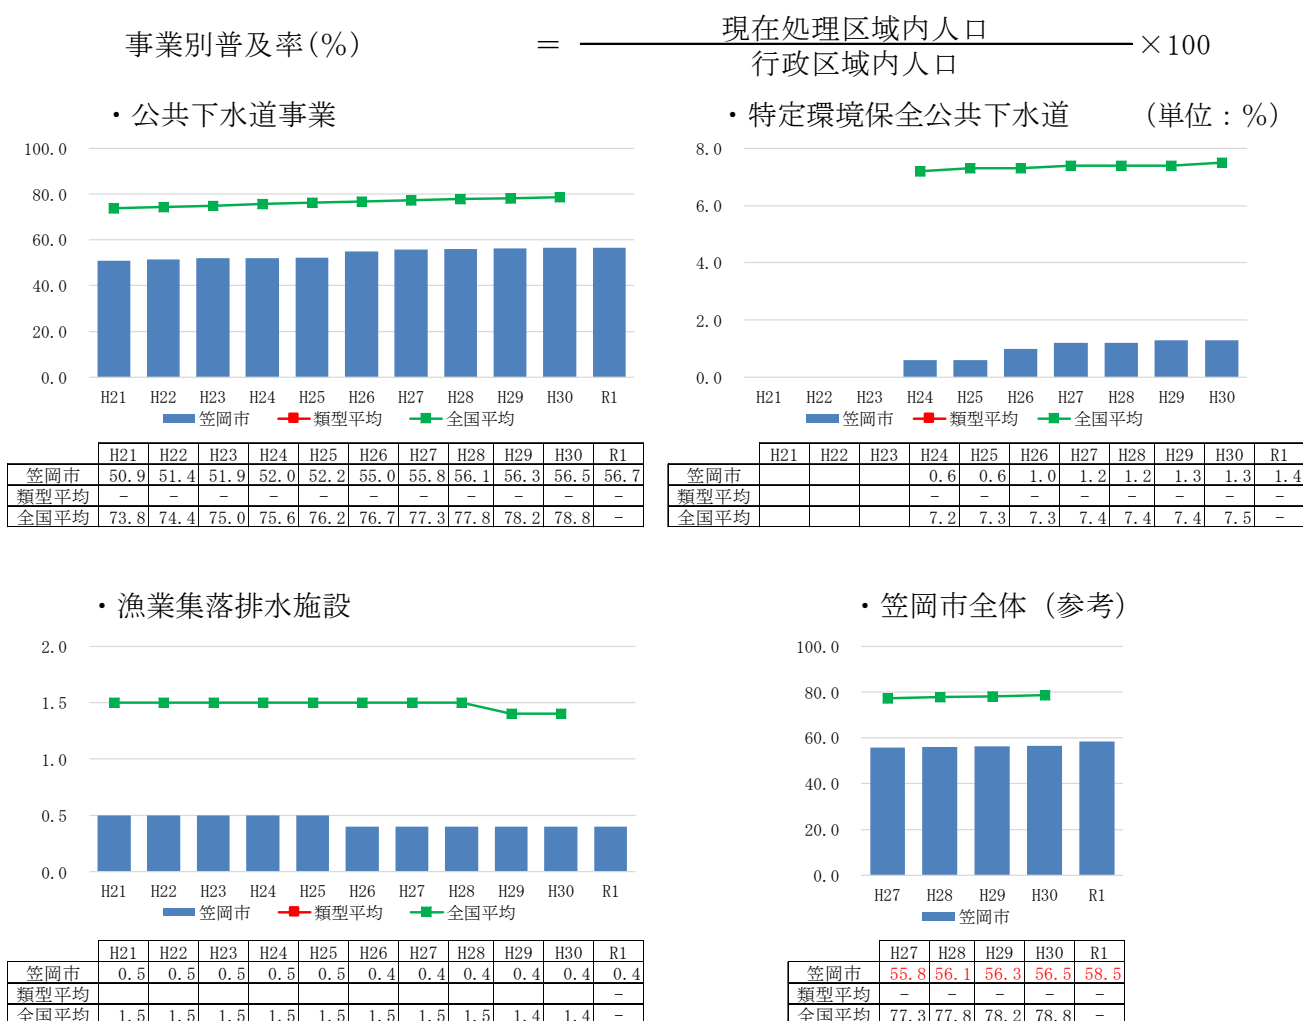 事業別普及率(%) ＝ 現在処理区域内人口 ×100
行政区域内人口
・公共下水道事業
100.0
80.0
60.0
40.0
20.0
0.0
H21 H22 H23 H24 H25 H26 H27 H28 H29 H30 R1
笠岡市 類型平均 全国平均
H21 H22 H23 H24 H25 H26 H27 H28 H29 H30 R1
笠岡市 50.9 51.4 51.9 52.0 52.2 55.0 55.8 56.1 56.3 56.5 56.7
類型平均 － － － － － － － － － － －
全国平均 73.8 74.4 75.0 75.6 76.2 76.7 77.3 77.8 78.2 78.8 －
・特定環境保全公共下水道 （単位：%）
8.0
6.0
4.0
2.0
0.0
H21 H22 H23 H24 H25 H26 H27 H28 H29 H30
笠岡市 類型平均 全国平均
H21 H22 H23 H24 H25 H26 H27 H28 H29 H30 R1
笠岡市 0.6 0.6 1.0 1.2 1.2 1.3 1.3 1.4
類型平均 － － － － － － － －
全国平均 7.2 7.3 7.3 7.4 7.4 7.4 7.5 －
・漁業集落排水施設
2.0
1.5
1.0
0.5
0.0
H21 H22 H23 H24 H25 H26 H27 H28 H29 H30 R1
笠岡市 類型平均 全国平均
H21 H22 H23 H24 H25 H26 H27 H28 H29 H30 R1
笠岡市 0.5 0.5 0.5 0.5 0.5 0.4 0.4 0.4 0.4 0.4 0.4
類型平均 －
全国平均 1.5 1.5 1.5 1.5 1.5 1.5 1.5 1.5 1.4 1.4 －
・笠岡市全体（参考）
100.0
80.0
60.0
40.0
20.0
0.0
H27 H28 H29 H30 R1
笠岡市
H27 H28 H29 H30 R1
笠岡市 55.8 56.1 56.3 56.5 58.5
類型平均 － － － － －
全国平均 77.3 77.8 78.2 78.8 －